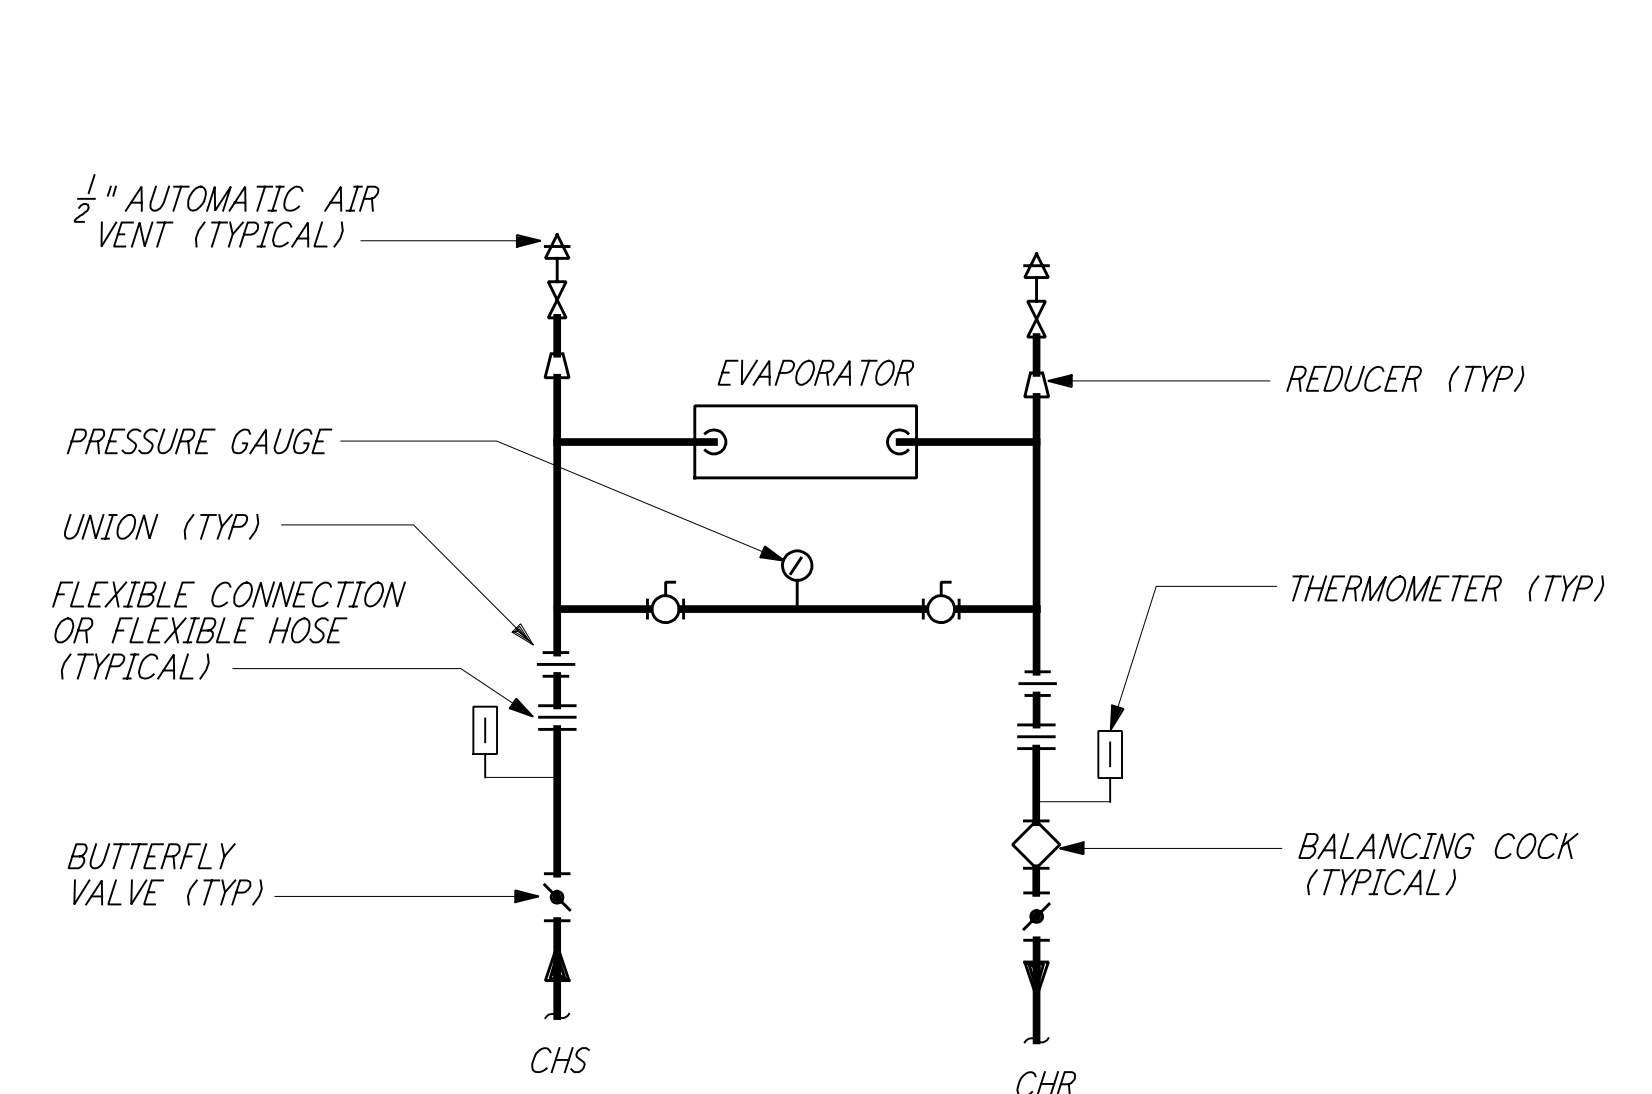 1/2" AUTOMATIC AIR
VENT (TYPICAL)
EVAPORATOR
REDUCER (TYP)
PRESSURE GAUGE
UNION (TYP)
FLEXIBLE CONNECTION
OR FLEXIBLE HOSE
(TYPICAL)
THERMOMETER (TYP)
BUTTERFLY
VALVE (TYP)
BALANCING COCK
(TYPICAL)
CHS
CHR